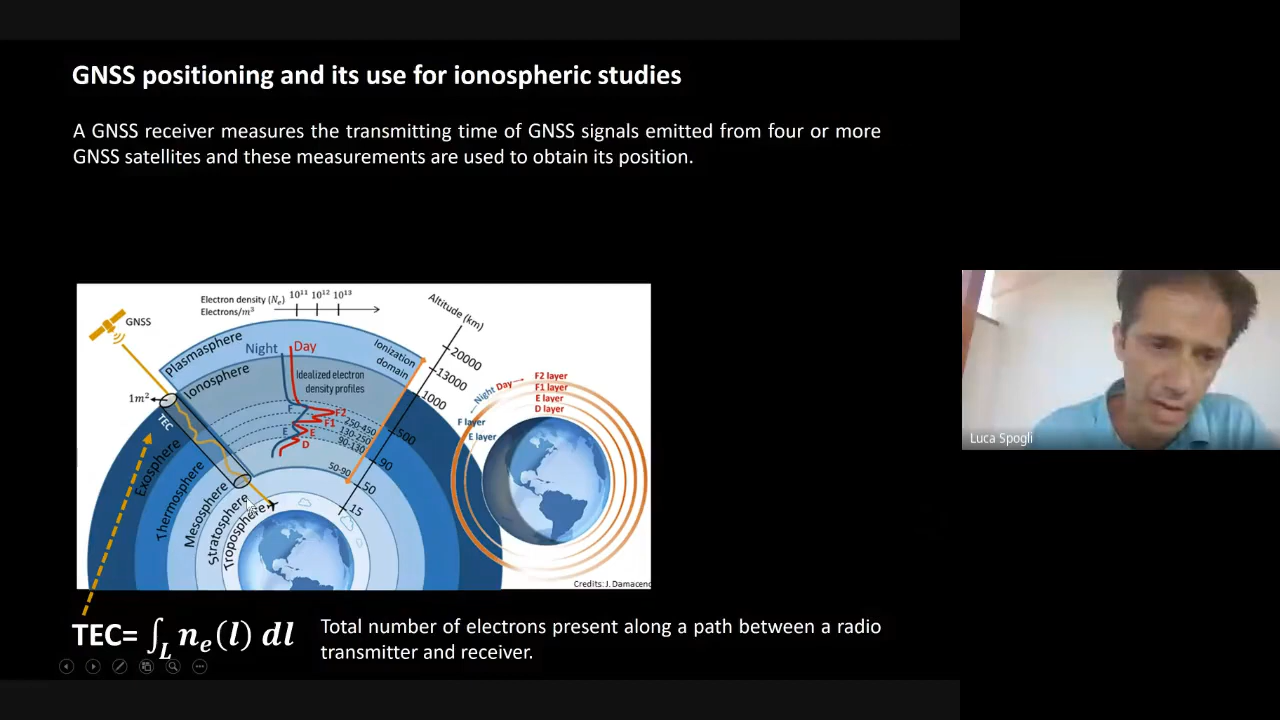 GNSS positioning and its use for ionospheric studies
A GNSS receiver measures the transmitting time of GNSS signals emitted from four or more
GNSS satellites and these measurements are used to obtain its position.
Electron density (Nₑ)
Electrons/m³
10¹¹ 10¹² 10¹³
Altitude (km)
GNSS
Plasmasphere
Night
Day
Ionization
domain
20000
13000
1000
Ionosphere
Idealized electron
density profiles
1m²
TEC
F
F2
F1
E
E
D
250-450
130-250
90-130
50-90
500
90
50
15
Exosphere
Thermosphere
Mesosphere
Stratosphere
Troposphere
Night Day
F2 layer
F1 layer
E layer
D layer
F layer
E layer
Credits: J. Damaceno
TEC= ∫_L nₑ(l) dl
Total number of electrons present along a path between a radio
transmitter and receiver.
Luca Spogli